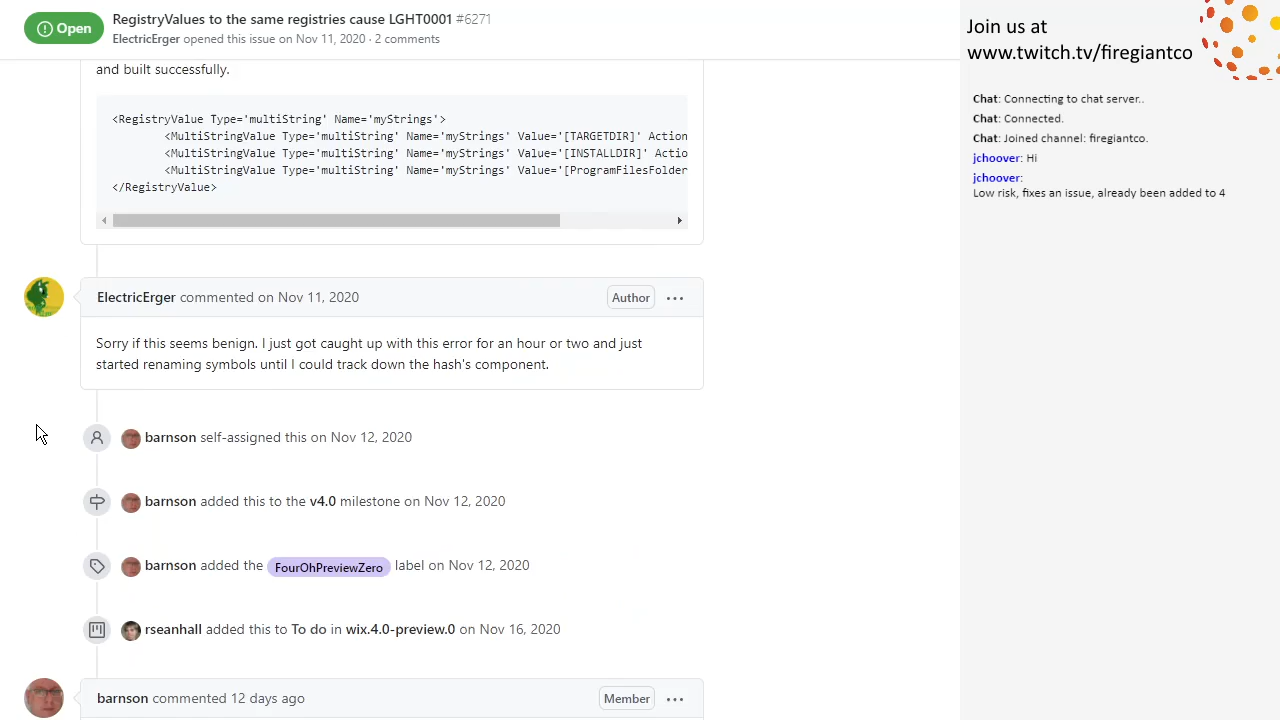 Open
RegistryValues to the same registries cause LGHT0001 #6271
ElectricErger opened this issue on Nov 11, 2020 · 2 comments
and built successfully.
<RegistryValue Type='multiString' Name='myStrings'>
<MultiStringValue Type='multiString' Name='myStrings' Value='[TARGETDIR]' Action
<MultiStringValue Type='multiString' Name='myStrings' Value='[INSTALLDIR]' Actio
<MultiStringValue Type='multiString' Name='myStrings' Value='[ProgramFilesFolder
</RegistryValue>
ElectricErger commented on Nov 11, 2020
Author
Sorry if this seems benign. I just got caught up with this error for an hour or two and just
started renaming symbols until I could track down the hash's component.
barnson self-assigned this on Nov 12, 2020
barnson added this to the v4.0 milestone on Nov 12, 2020
barnson added the FourOhPreviewZero label on Nov 12, 2020
rseanhall added this to To do in wix.4.0-preview.0 on Nov 16, 2020
barnson commented 12 days ago
Member
Join us at
www.twitch.tv/firegiantco
Chat: Connecting to chat server..
Chat: Connected.
Chat: Joined channel: firegiantco.
jchoover: Hi
jchoover:
Low risk, fixes an issue, already been added to 4